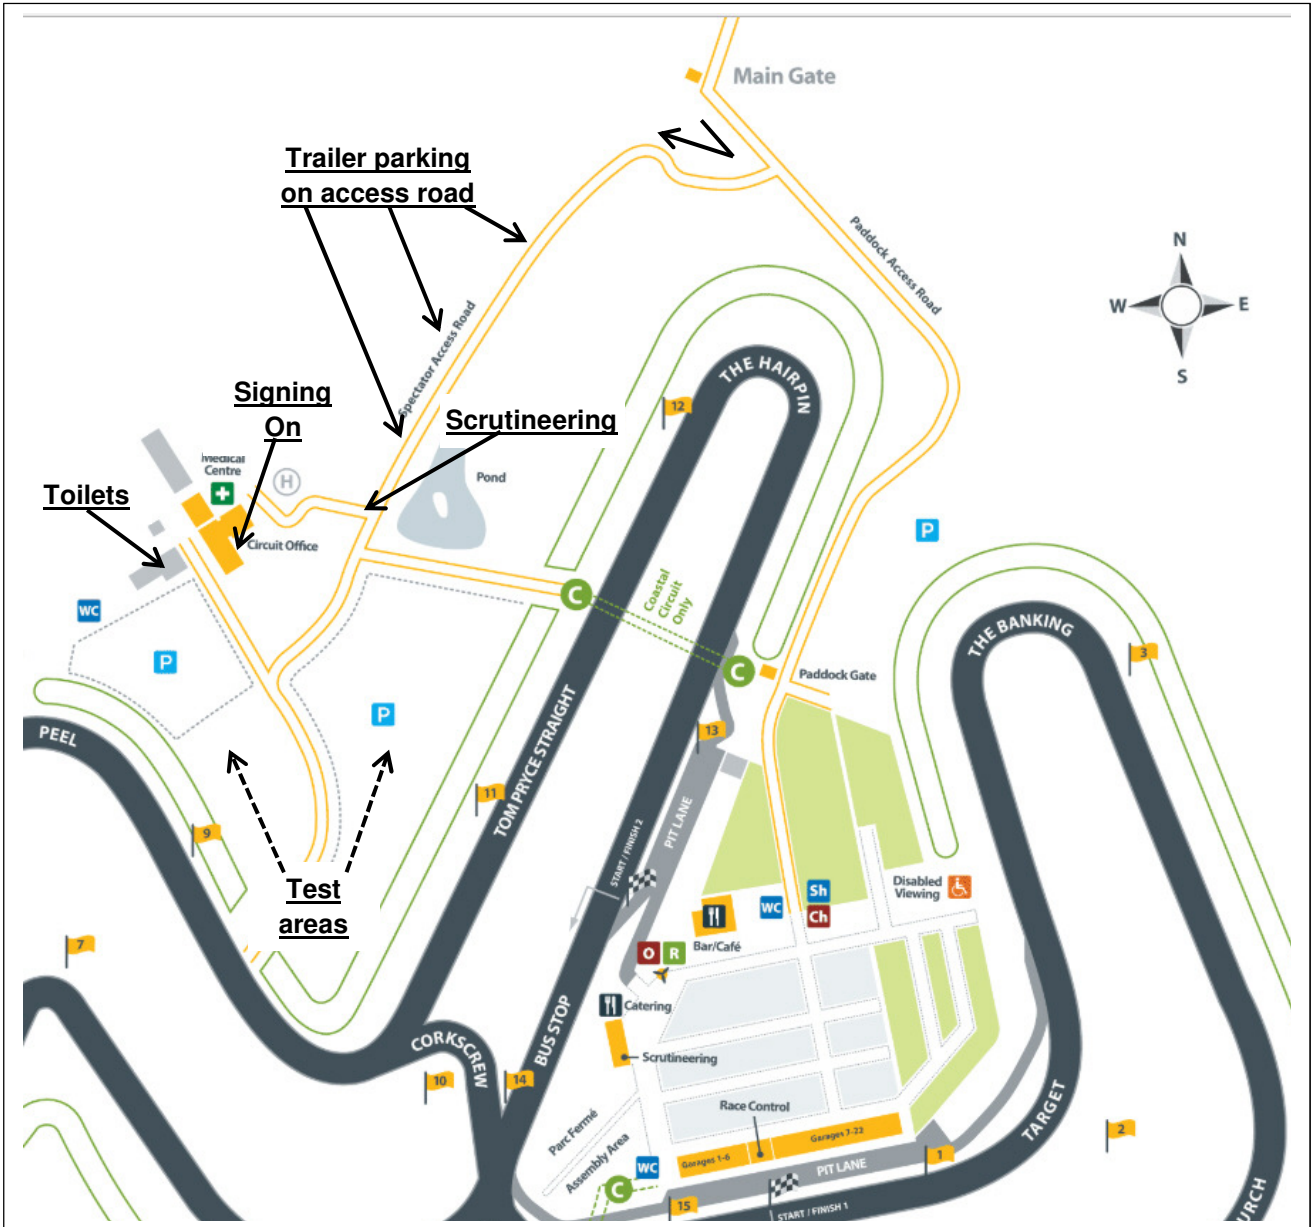 Main Gate
Trailer parking
on access road
Paddock Access Road
N
W
E
S
Spectator Access Road
THE HAIRPIN
12
Signing
On
Scrutineering
Medical
Centre
H
Pond
Toilets
Circuit Office
P
C
Coastal
Circuit
Only
WC
THE BANKING
3
P
C
Paddock Gate
P
PEEL
TOM PRYCE STRAIGHT
13
11
9
PIT LANE
START / FINISH 2
Test
areas
Disabled
Viewing
Sh
WC
Ch
Bar/Café
7
O
R
BUS STOP
Catering
CORKSCREW
Scrutineering
10
14
TARGET
Race Control
Parc Fermé
Garages 7-22
2
Assembly Area
Garages 1-6
WC
PIT LANE
1
C
15
START / FINISH 1
URCH